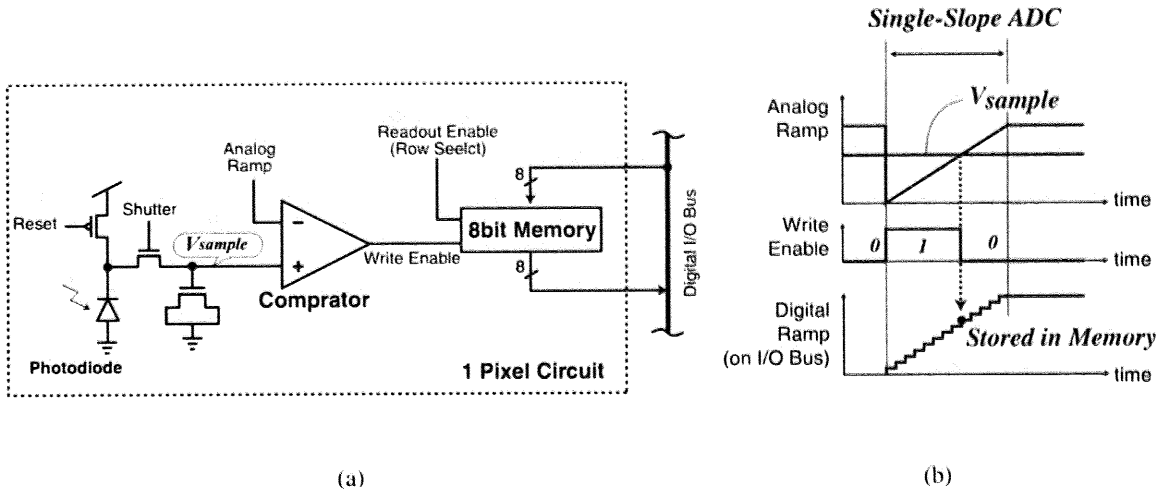 Single-Slope ADC
Analog
Ramp
Vsample
time
Write
Enable
0
1
0
time
Digital
Ramp
(on I/O Bus)
Stored in Memory
time
Readout Enable
(Row Seelct)
Analog
Ramp
Reset
Shutter
Vsample
−
+
Comprator
Write Enable
8
8bit Memory
8
Digital I/O Bus
Photodiode
1 Pixel Circuit
(a)
(b)